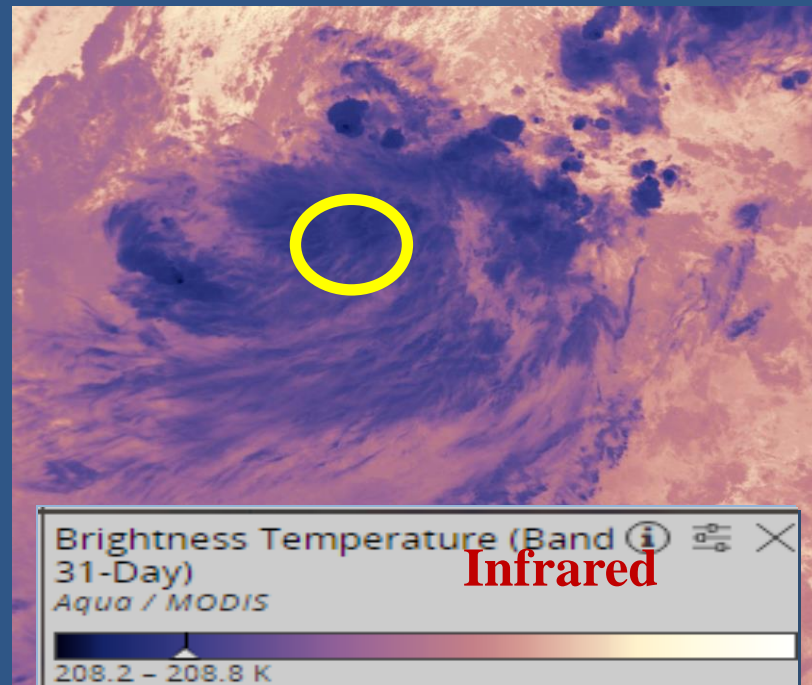 Brightness Temperature (Band
31-Day)
Infrared
Aqua / MODIS
208.2 – 208.8 K